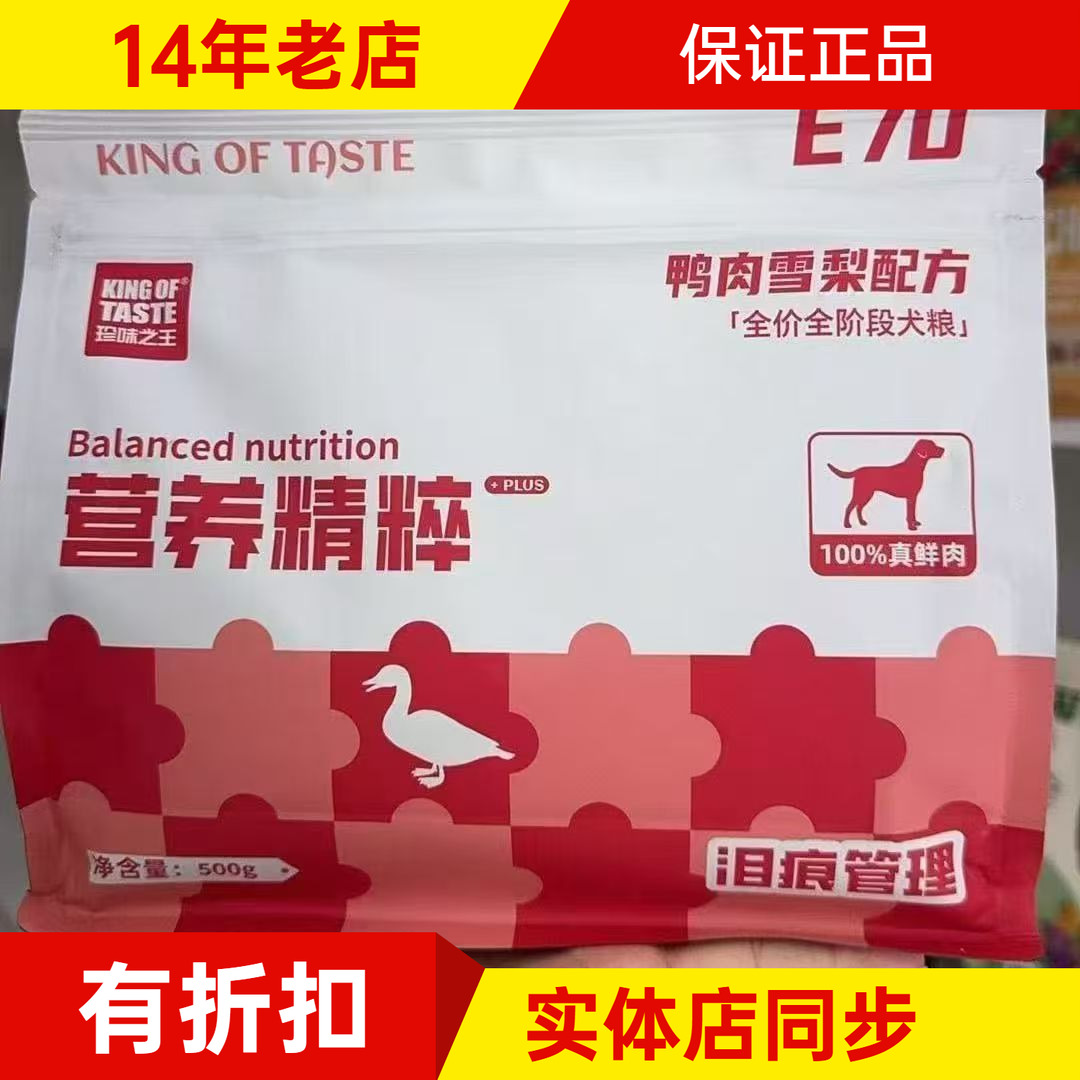 14年老店
保证正品
KING OF TASTE
E70
KING OF
TASTE®
珍味之王
鸭肉雪梨配方
「全价全阶段犬粮」
Balanced nutrition
营养精粹
+ PLUS
100%真鲜肉
净含量：500g
泪痕管理
有折扣
实体店同步